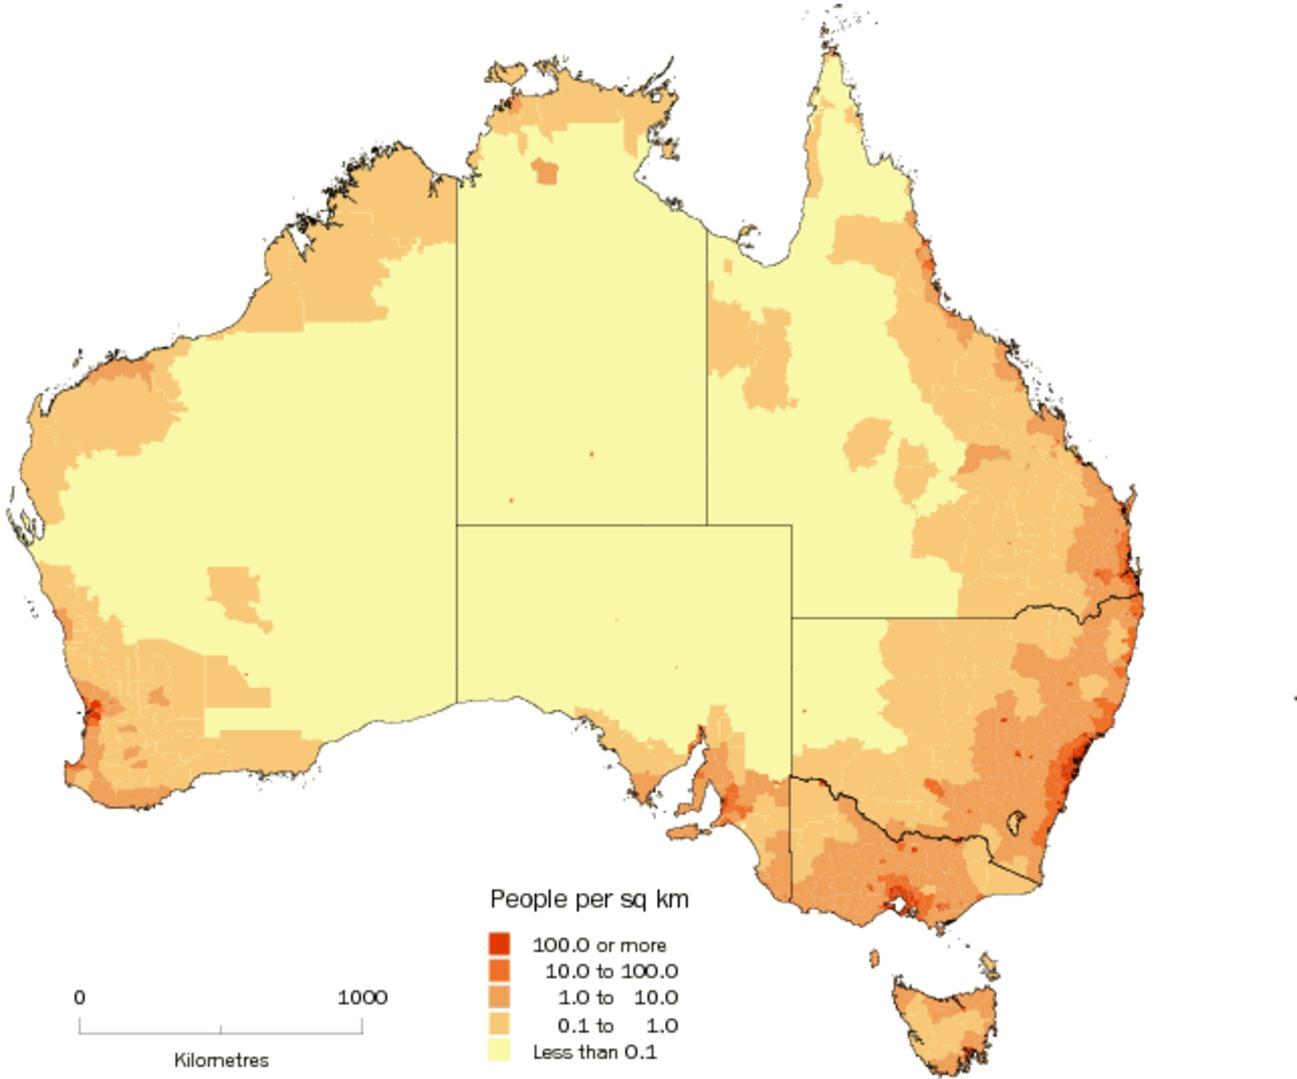 People per sq km
100.0 or more
10.0 to 100.0
1.0 to 10.0
0.1 to 1.0
Less than 0.1
0 1000
Kilometres